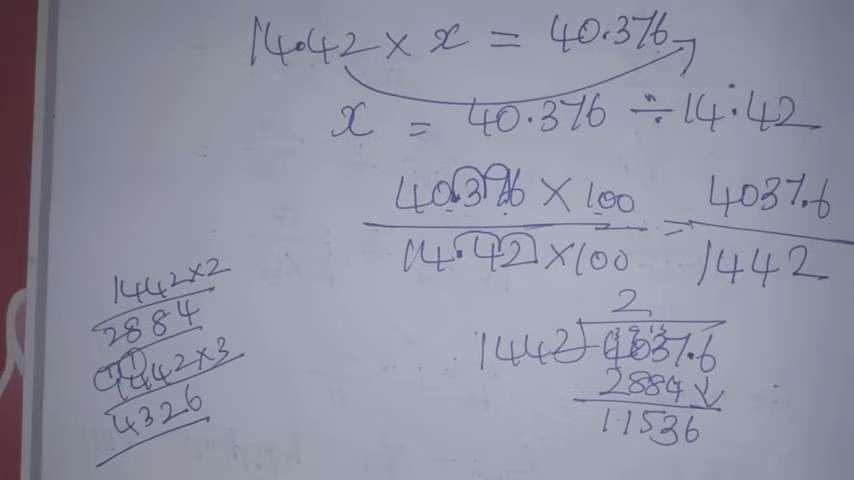 14.42 × x = 40.376
x = 40.376 ÷ 14.42
40.376 × 100
14.42 × 100
= 4037.6
1442
1442×2
2884
1442×3
4326
2
1442) 4037.6
2884
11536